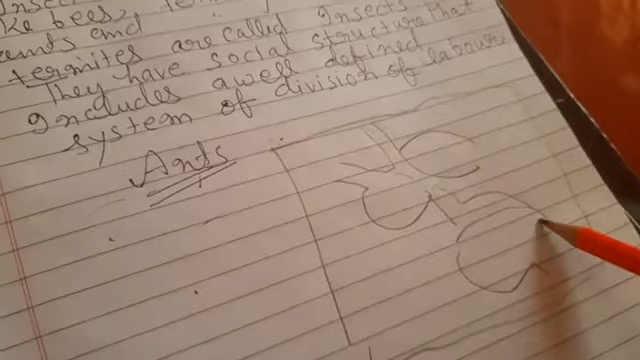 ke bees,
ants and
termites are called Insects
They have social structure That
Includes a well defined
system of division of labour
Ants